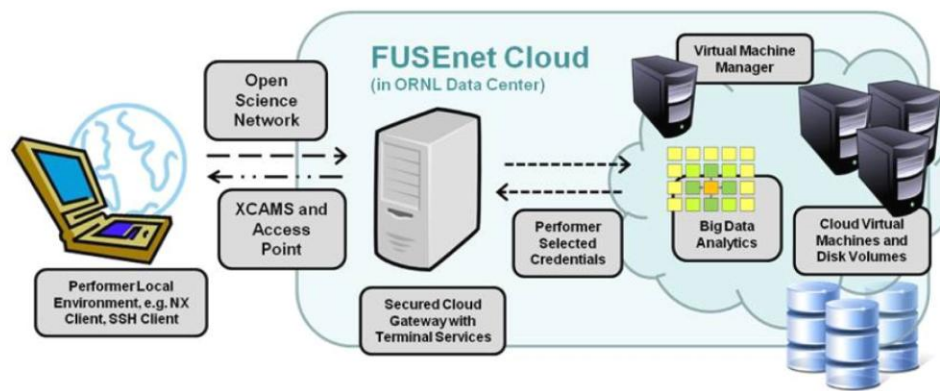 FUSEnet Cloud
(in ORNL Data Center)
Open
Science
Network
XCAMS and
Access
Point
Performer Local
Environment, e.g. NX
Client, SSH Client
Secured Cloud
Gateway with
Terminal Services
Performer
Selected
Credentials
Virtual Machine
Manager
Big Data
Analytics
Cloud Virtual
Machines and
Disk Volumes